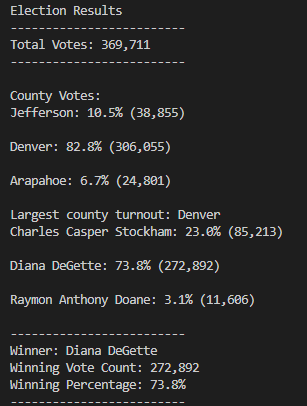 Election Results
-------------------------
Total Votes: 369,711
-------------------------
County Votes:
Jefferson: 10.5% (38,855)
Denver: 82.8% (306,055)
Arapahoe: 6.7% (24,801)
Largest county turnout: Denver
Charles Casper Stockham: 23.0% (85,213)
Diana DeGette: 73.8% (272,892)
Raymon Anthony Doane: 3.1% (11,606)
-------------------------
Winner: Diana DeGette
Winning Vote Count: 272,892
Winning Percentage: 73.8%
-------------------------